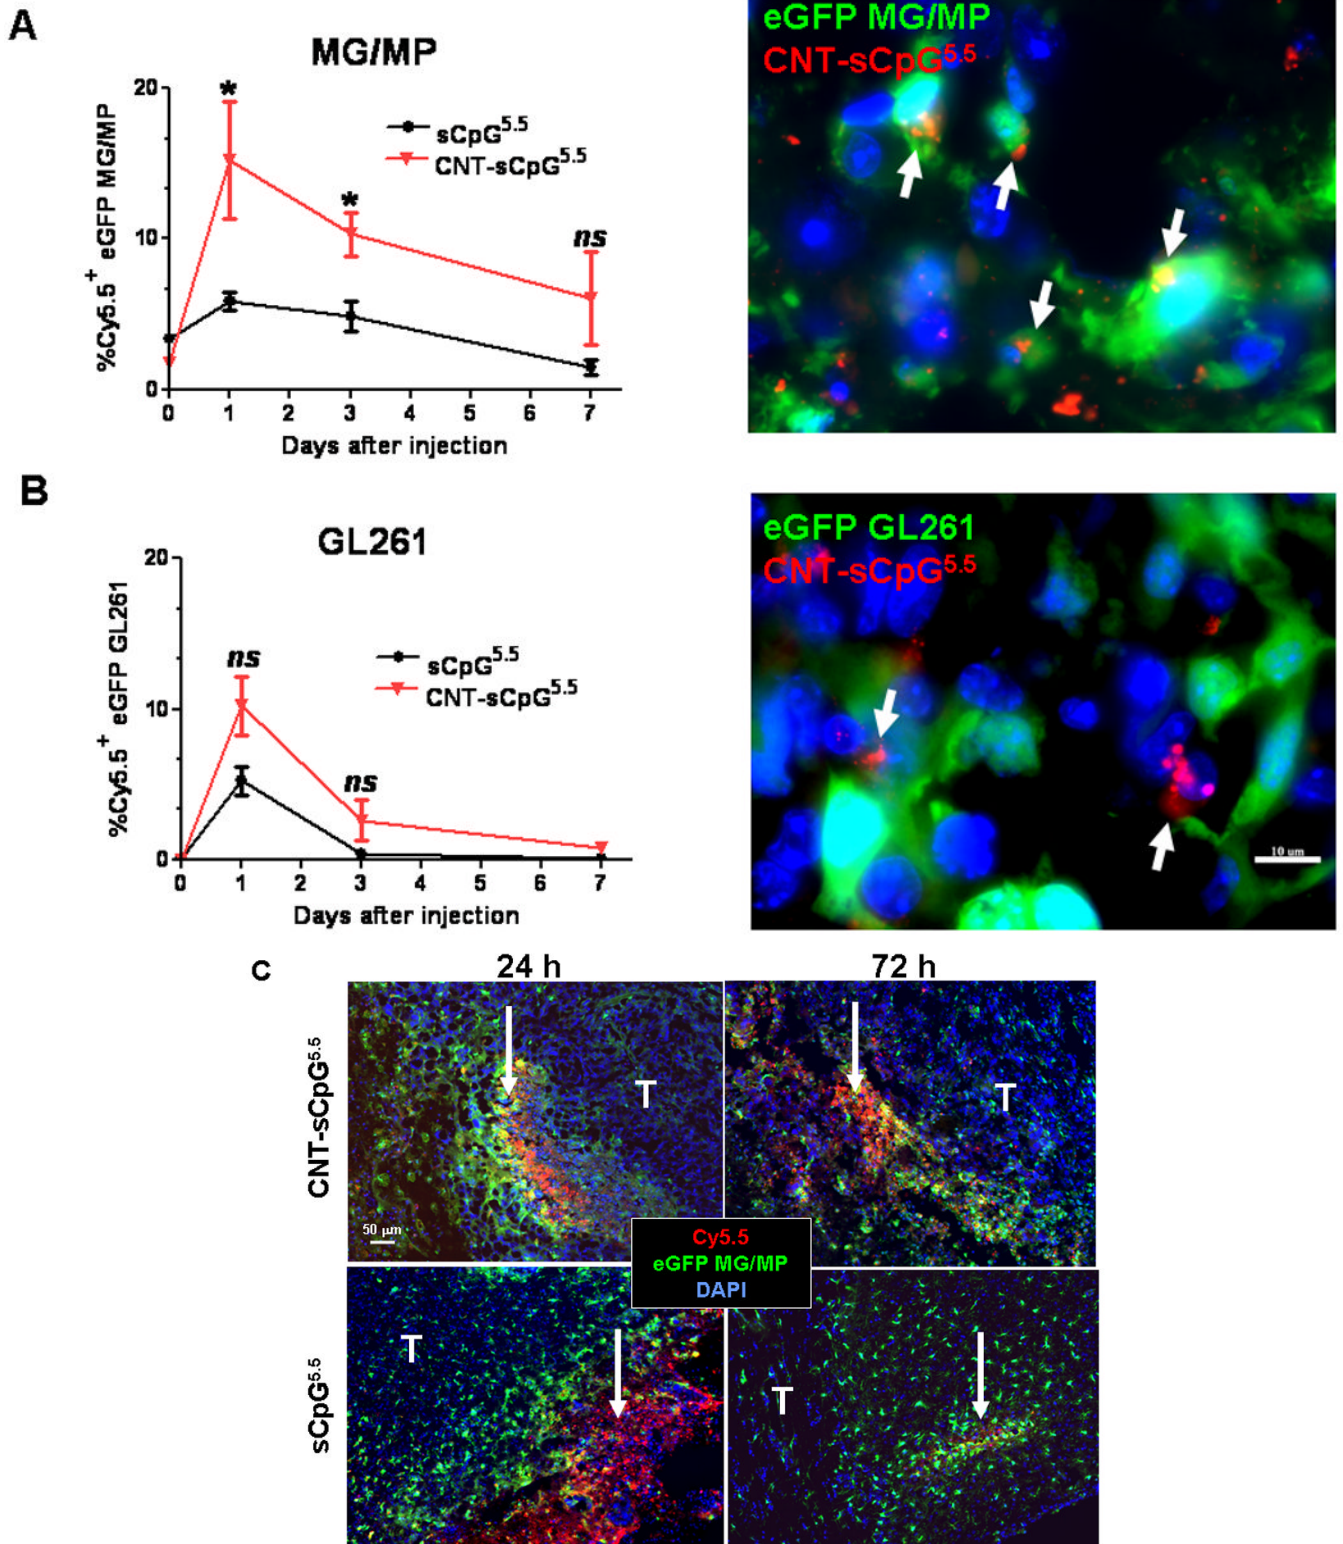 A
MG/MP
%Cy5.5+ eGFP MG/MP
20
10
0
*
*
ns
sCpG5.5
CNT-sCpG5.5
0 1 2 3 4 5 6 7
Days after injection
eGFP MG/MP
CNT-sCpG5.5
B
GL261
%Cy5.5+ eGFP GL261
20
10
0
ns
ns
sCpG5.5
CNT-sCpG5.5
0 1 2 3 4 5 6 7
Days after injection
eGFP GL261
CNT-sCpG5.5
10 um
C
24 h
72 h
CNT-sCpG5.5
T
T
50 µm
Cy5.5
eGFP MG/MP
DAPI
sCpG5.5
T
T